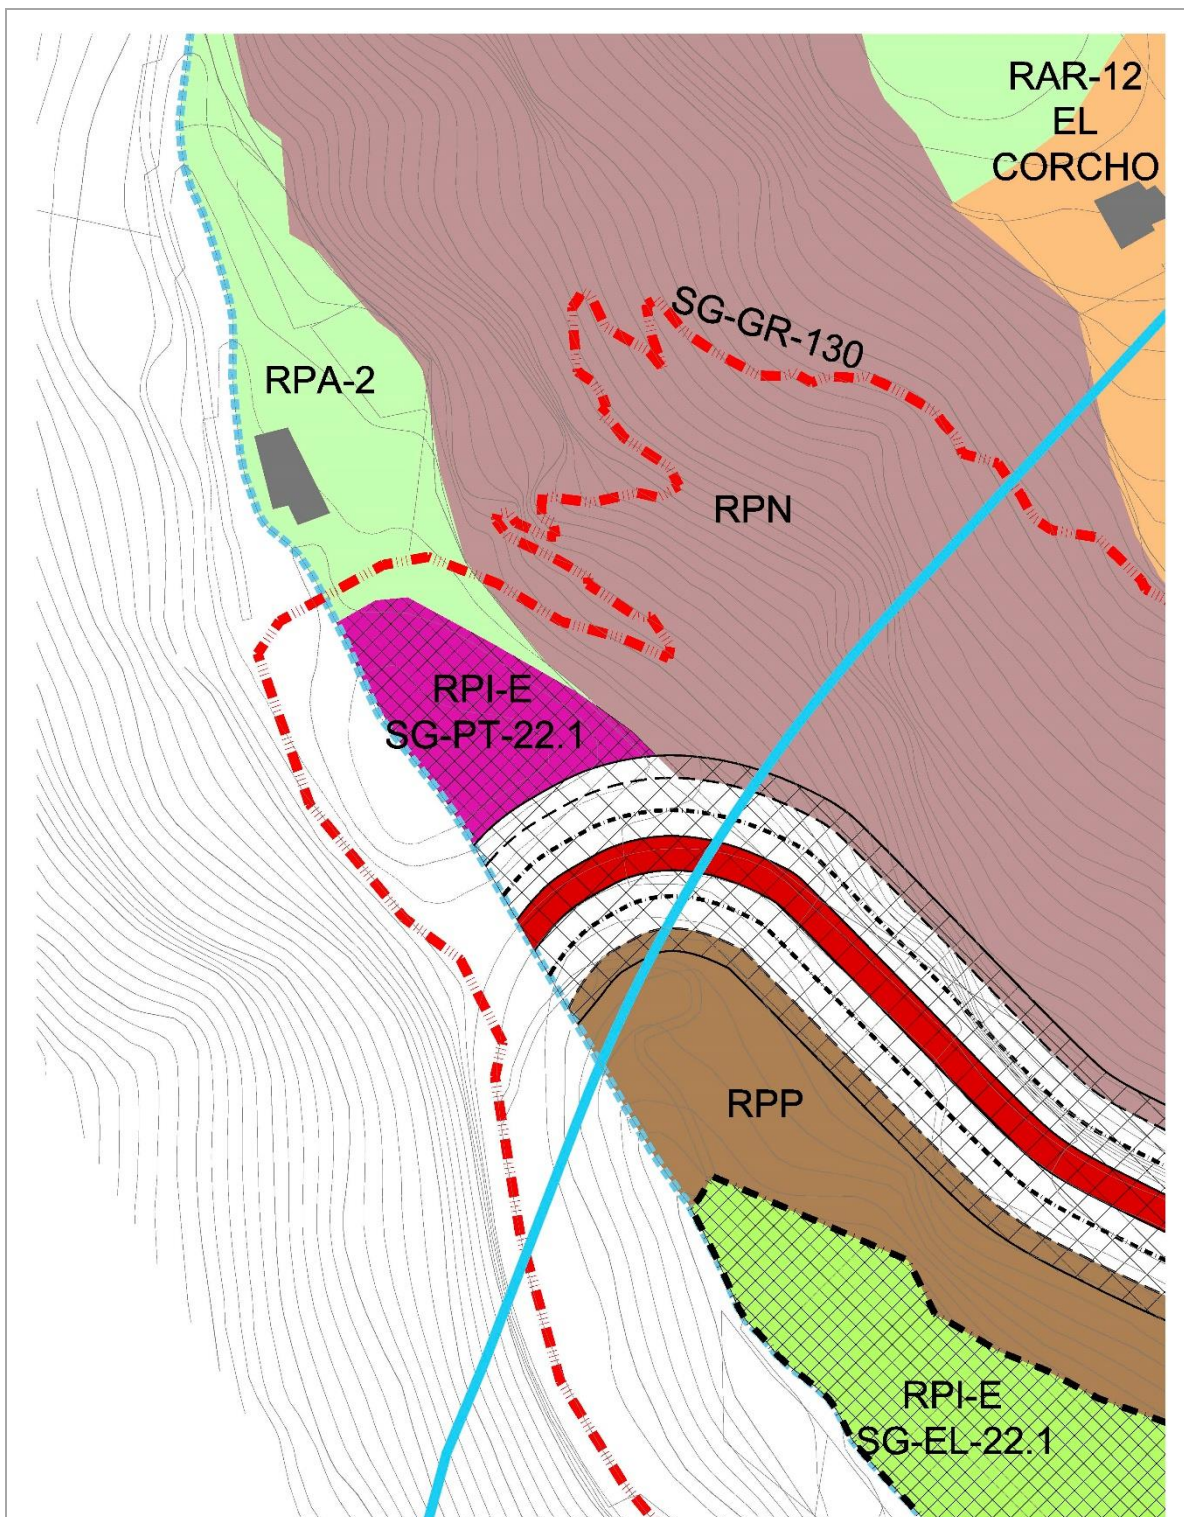 RAR-12
EL
CORCHO
SG-GR-130
RPA-2
RPN
RPI-E
SG-PT-22.1
RPP
RPI-E
SG-EL-22.1